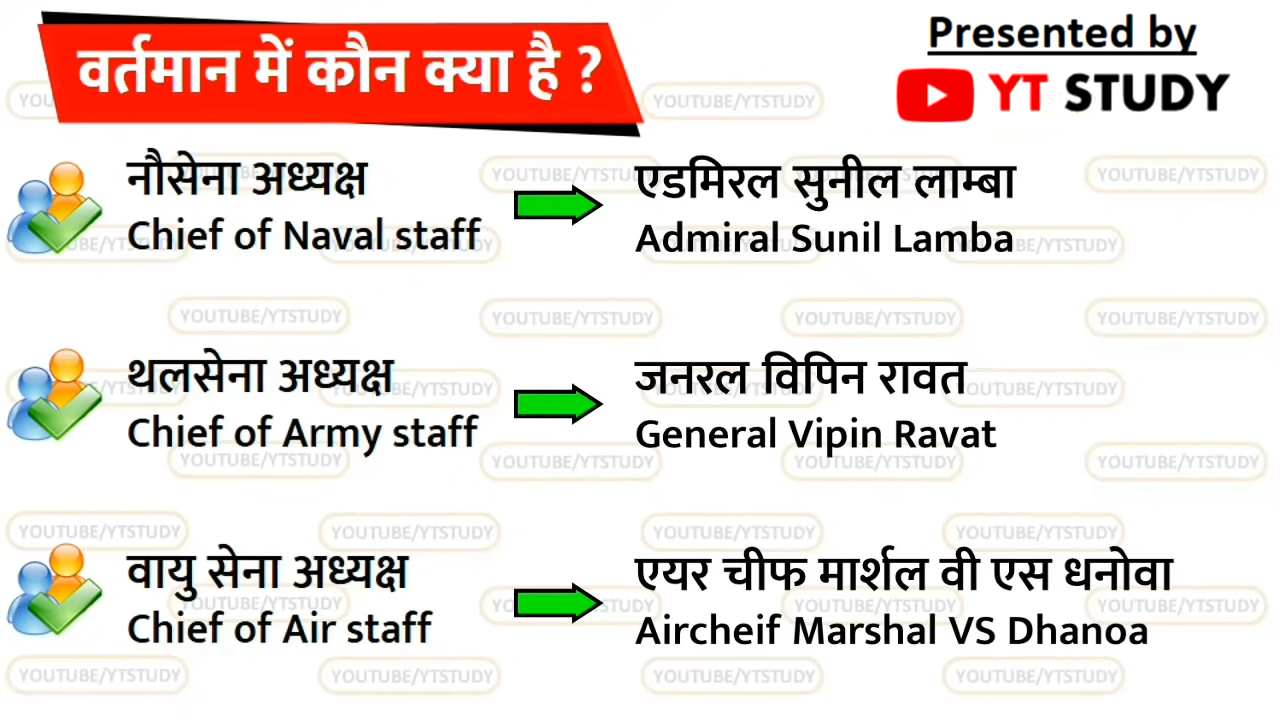 वर्तमान में कौन क्या है ?
Presented by
YT STUDY
नौसेना अध्यक्ष
Chief of Naval staff
एडमिरल सुनील लाम्बा
Admiral Sunil Lamba
थलसेना अध्यक्ष
Chief of Army staff
जनरल विपिन रावत
General Vipin Ravat
वायु सेना अध्यक्ष
Chief of Air staff
एयर चीफ मार्शल वी एस धनोवा
Aircheif Marshal VS Dhanoa
YOUTUBE/YTSTUDY